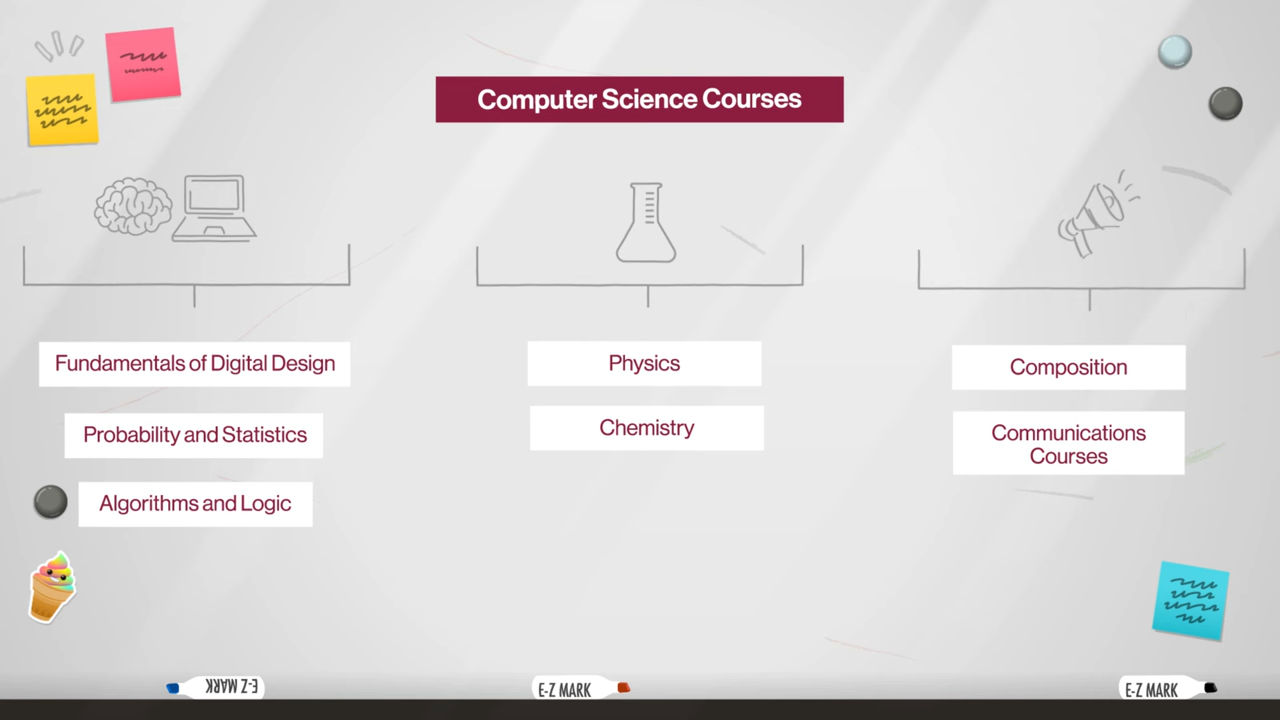 Computer Science Courses
Fundamentals of Digital Design
Probability and Statistics
Algorithms and Logic
Physics
Chemistry
Composition
Communications
Courses
E-Z MARK
E-Z MARK
E-Z MARK